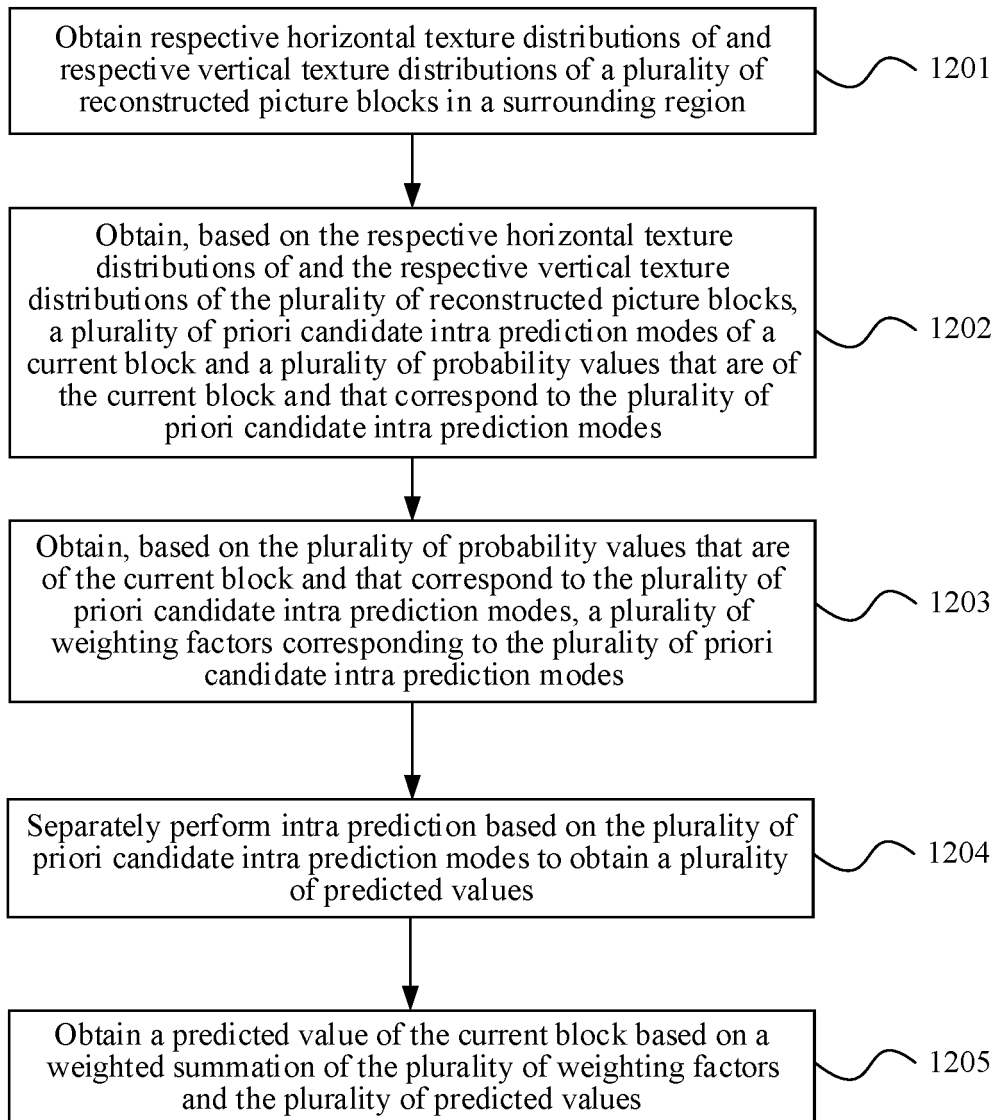 Obtain respective horizontal texture distributions of and
respective vertical texture distributions of a plurality of
reconstructed picture blocks in a surrounding region
1201
Obtain, based on the respective horizontal texture
distributions of and the respective vertical texture
distributions of the plurality of reconstructed picture blocks,
a plurality of priori candidate intra prediction modes of a
current block and a plurality of probability values that are of
the current block and that correspond to the plurality of
priori candidate intra prediction modes
1202
Obtain, based on the plurality of probability values that are
of the current block and that correspond to the plurality of
priori candidate intra prediction modes, a plurality of
weighting factors corresponding to the plurality of priori
candidate intra prediction modes
1203
Separately perform intra prediction based on the plurality of
priori candidate intra prediction modes to obtain a plurality
of predicted values
1204
Obtain a predicted value of the current block based on a
weighted summation of the plurality of weighting factors
and the plurality of predicted values
1205